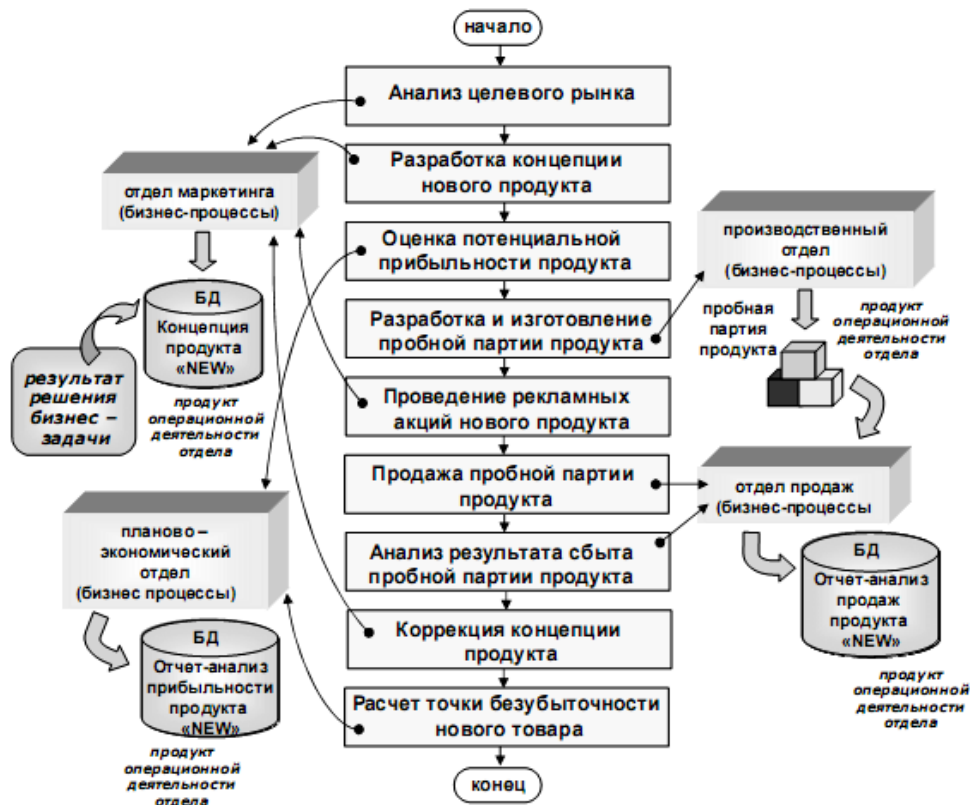 начало
Анализ целевого рынка
Разработка концепции
нового продукта
Оценка потенциальной
прибыльности продукта
Разработка и изготовление
пробной партии продукта
Проведение рекламных
акций нового продукта
Продажа пробной партии
продукта
Анализ результата сбыта
пробной партии продукта
Коррекция концепции
продукта
Расчет точки безубыточности
нового товара
конец
отдел маркетинга
(бизнес-процессы)
БД
Концепция
продукта
«NEW»
результат
решения
бизнес –
задачи
продукт
операционной
деятельности
отдела
планово –
экономический
отдел
(бизнес процессы)
БД
Отчет-анализ
прибыльности
продукта
«NEW»
продукт
операционной
деятельности
отдела
производственный
отдел
(бизнес-процессы)
пробная
партия
продукта
продукт
операционной
деятельности
отдела
отдел продаж
(бизнес-процессы
БД
Отчет-анализ
продаж
продукта
«NEW»
продукт
операционной
деятельности
отдела